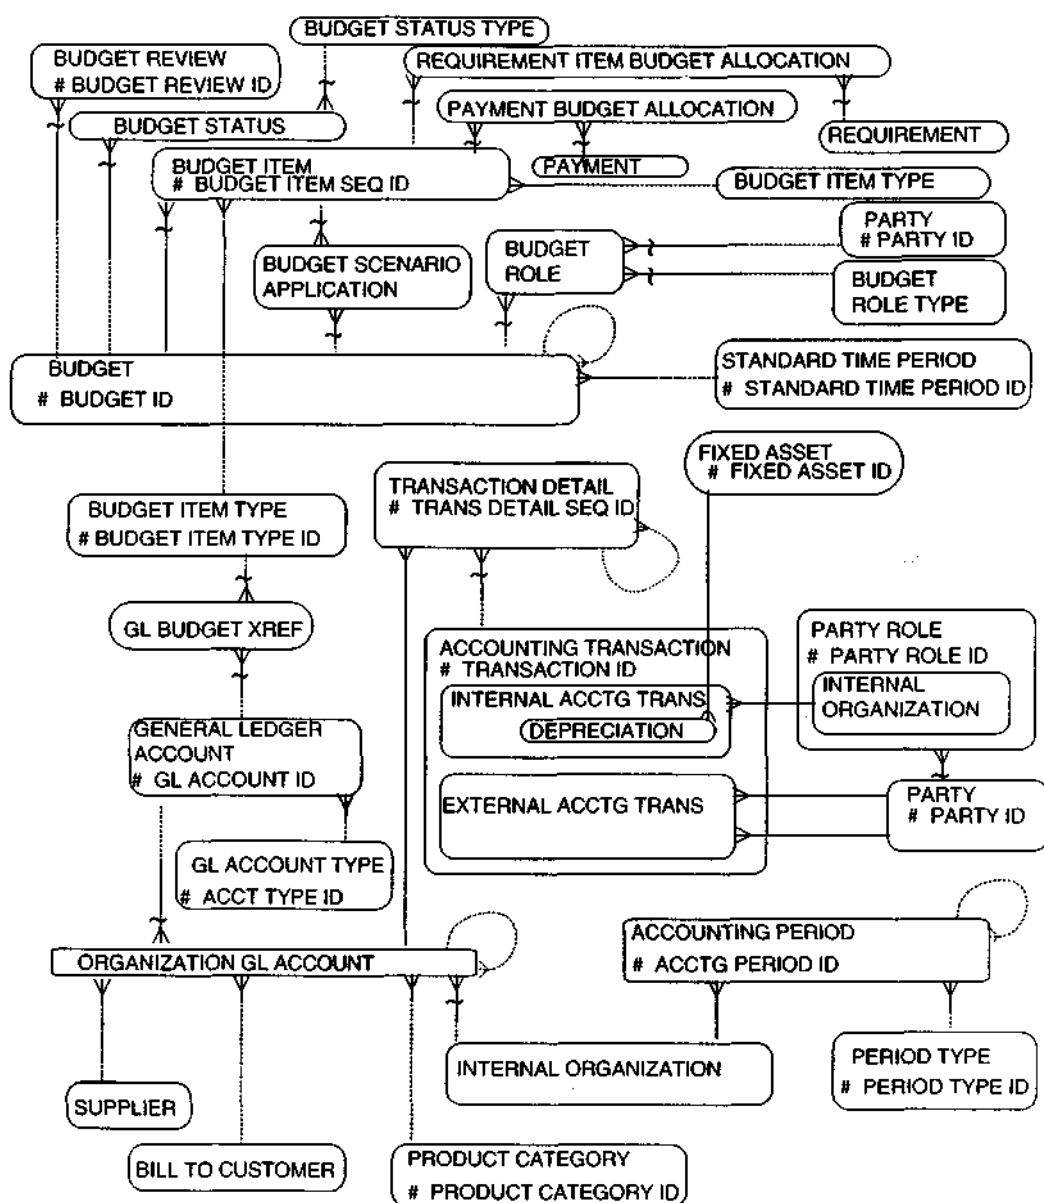 BUDGET STATUS TYPE
BUDGET REVIEW
# BUDGET REVIEW ID
REQUIREMENT ITEM BUDGET ALLOCATION
PAYMENT BUDGET ALLOCATION
BUDGET STATUS
REQUIREMENT
BUDGET ITEM
# BUDGET ITEM SEQ ID
PAYMENT
BUDGET ITEM TYPE
PARTY
# PARTY ID
BUDGET
ROLE
BUDGET SCENARIO
APPLICATION
BUDGET
ROLE TYPE
BUDGET
# BUDGET ID
STANDARD TIME PERIOD
# STANDARD TIME PERIOD ID
FIXED ASSET
# FIXED ASSET ID
TRANSACTION DETAIL
# TRANS DETAIL SEQ ID
BUDGET ITEM TYPE
# BUDGET ITEM TYPE ID
GL BUDGET XREF
ACCOUNTING TRANSACTION
# TRANSACTION ID
INTERNAL ACCTG TRANS
DEPRECIATION
PARTY ROLE
# PARTY ROLE ID
INTERNAL
ORGANIZATION
GENERAL LEDGER
ACCOUNT
# GL ACCOUNT ID
EXTERNAL ACCTG TRANS
PARTY
# PARTY ID
GL ACCOUNT TYPE
# ACCT TYPE ID
ORGANIZATION GL ACCOUNT
ACCOUNTING PERIOD
# ACCTG PERIOD ID
INTERNAL ORGANIZATION
PERIOD TYPE
# PERIOD TYPE ID
SUPPLIER
BILL TO CUSTOMER
PRODUCT CATEGORY
# PRODUCT CATEGORY ID